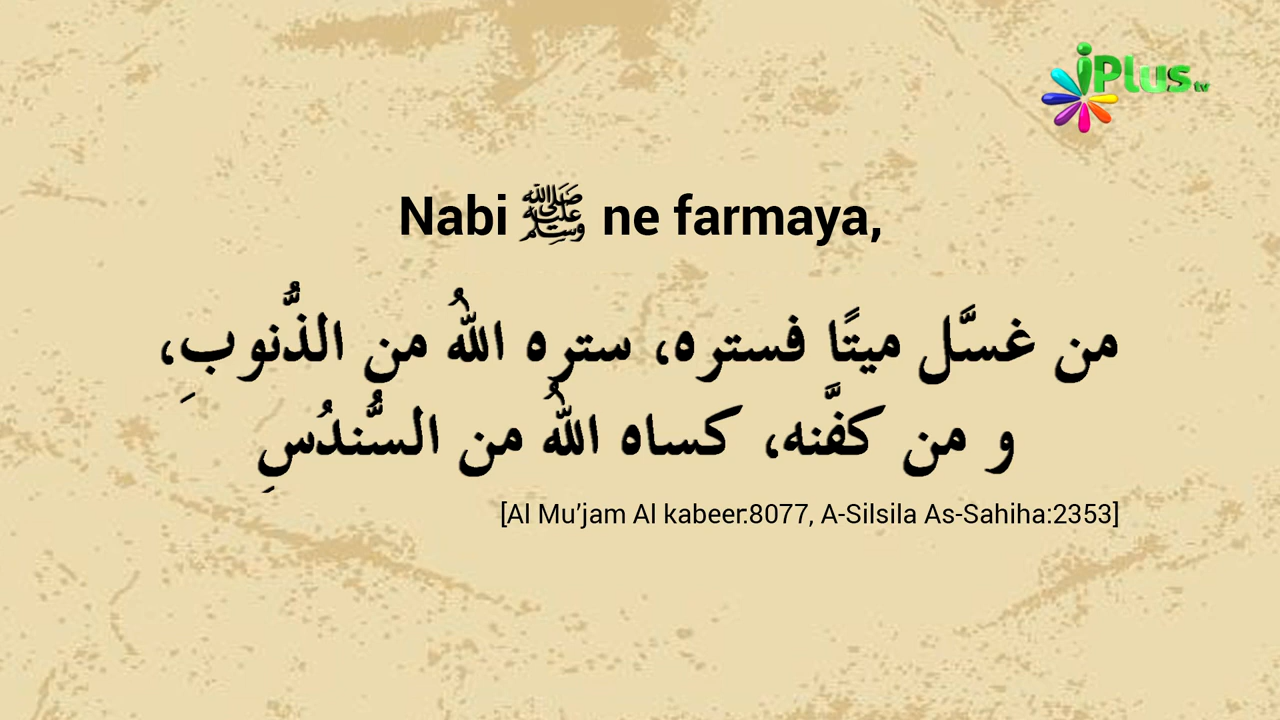 iPlus tv
Nabi ﷺ ne farmaya,
من غسَّل ميتًا فستره، ستره اللهُ من الذُّنوبِ،
و من كفَّنه، كساه اللهُ من السُّندُسِ
[Al Mu’jam Al kabeer:8077, A-Silsila As-Sahiha:2353]